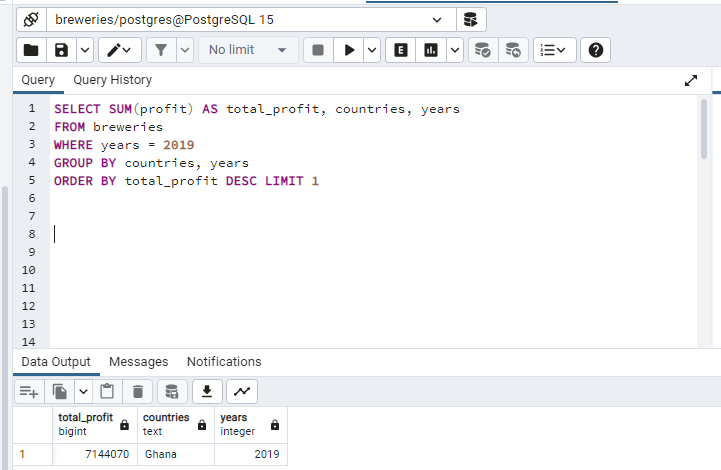 breweries/postgres@PostgreSQL 15
No limit
E
Query Query History
1 SELECT SUM(profit) AS total_profit, countries, years
2 FROM breweries
3 WHERE years = 2019
4 GROUP BY countries, years
5 ORDER BY total_profit DESC LIMIT 1
6
7
8
9
10
11
12
13
14
Data Output Messages Notifications
total_profit countries years
bigint text integer
1 7144070 Ghana 2019